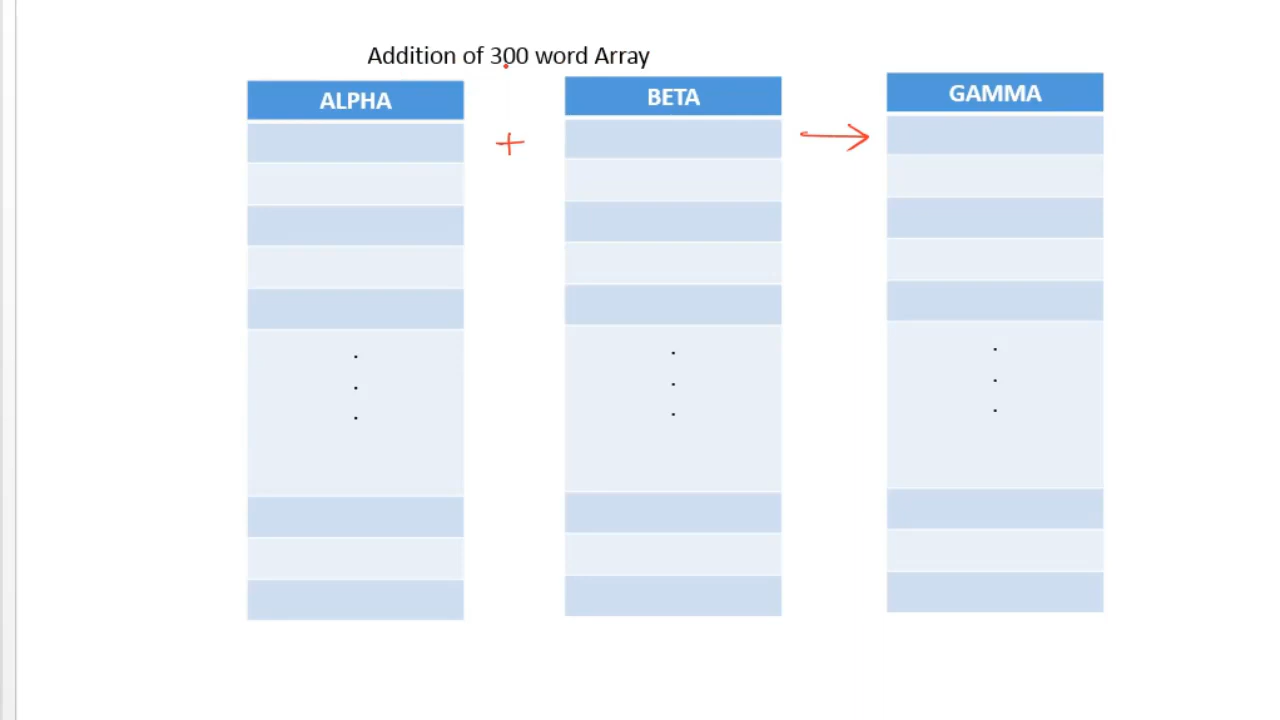 Addition of 300 word Array
ALPHA
+
BETA
→
GAMMA
.
.
.
.
.
.
.
.
.